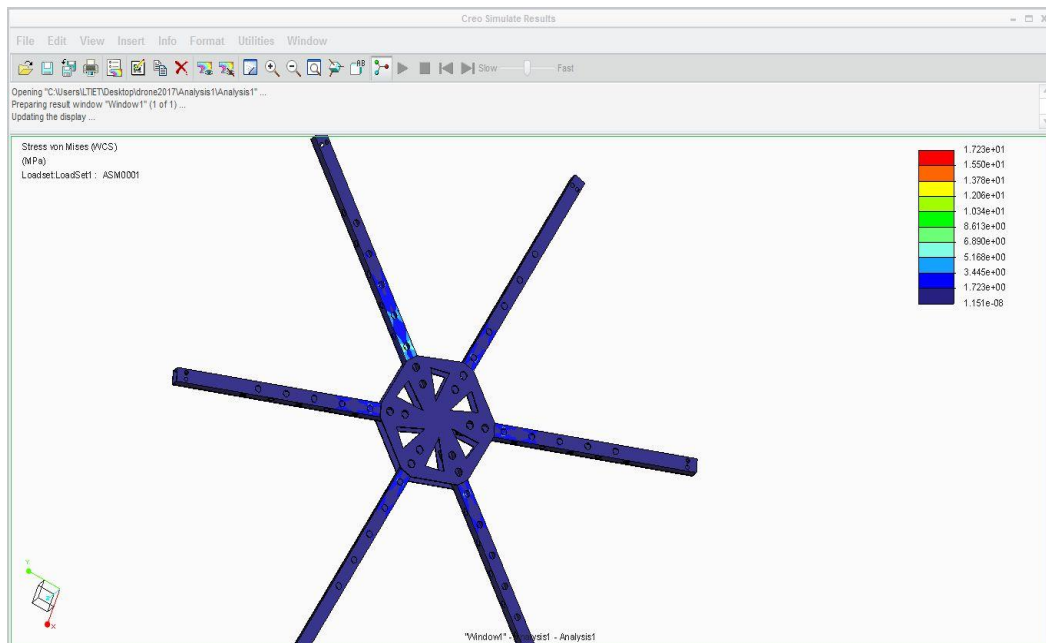 Creo Simulate Results
File Edit View Insert Info Format Utilities Window
Slow Fast
Opening "C:\Users\LTIET\Desktop\drone2017\Analysis1\Analysis1" ...
Preparing result window "Window1" (1 of 1) ...
Updating the display ...
Stress von Mises (WCS)
(MPa)
Loadset:LoadSet1 : ASM0001
1.723e+01
1.550e+01
1.378e+01
1.206e+01
1.034e+01
8.613e+00
6.890e+00
5.168e+00
3.445e+00
1.723e+00
1.151e-08
Y
X
"Window1" - Analysis1 - Analysis1